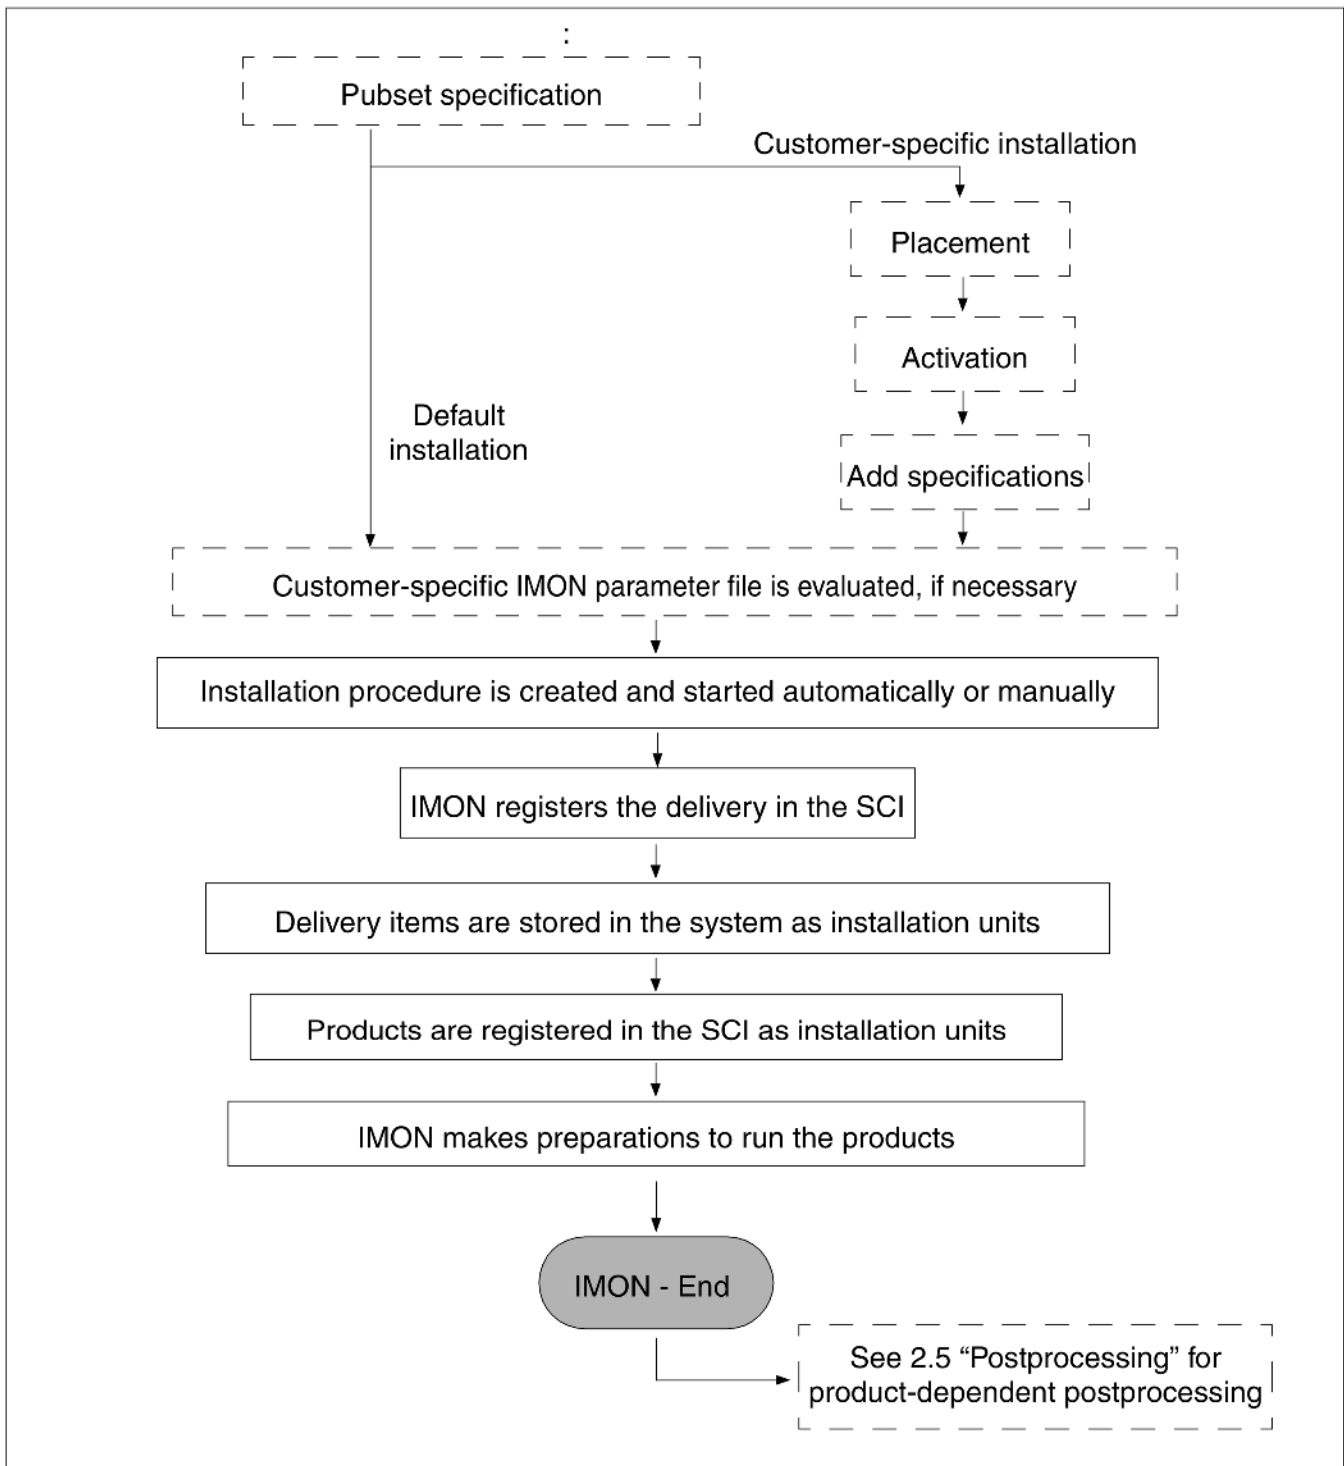 :
Pubset specification
Customer-specific installation
Placement
Activation
Default
installation
Add specifications
Customer-specific IMON parameter file is evaluated, if necessary
Installation procedure is created and started automatically or manually
IMON registers the delivery in the SCI
Delivery items are stored in the system as installation units
Products are registered in the SCI as installation units
IMON makes preparations to run the products
IMON - End
See 2.5 “Postprocessing” for
product-dependent postprocessing